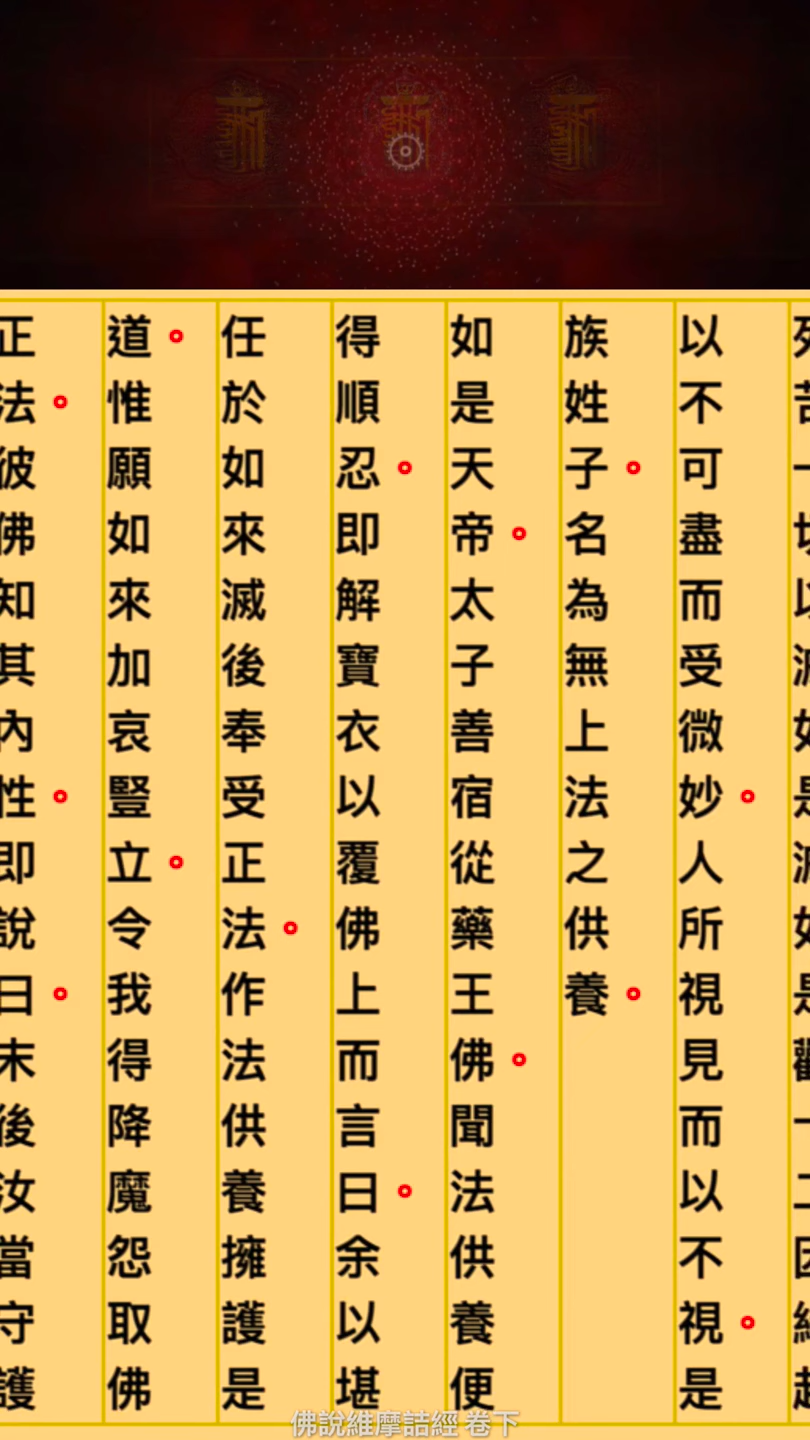 以不可盡而受微妙。人所視見而以不視。是
族姓子。名為無上法之供養。
如是天帝。太子善宿從藥王佛。聞法供養便
得順忍。即解寶衣以覆佛上而言曰。余以堪
任於如來滅後奉受正法。作法供養擁護是
道。惟願如來加哀豎立。令我得降魔怨取佛
正法。彼佛知其內性。即說曰。末後汝當守護
佛說維摩詰經 卷下